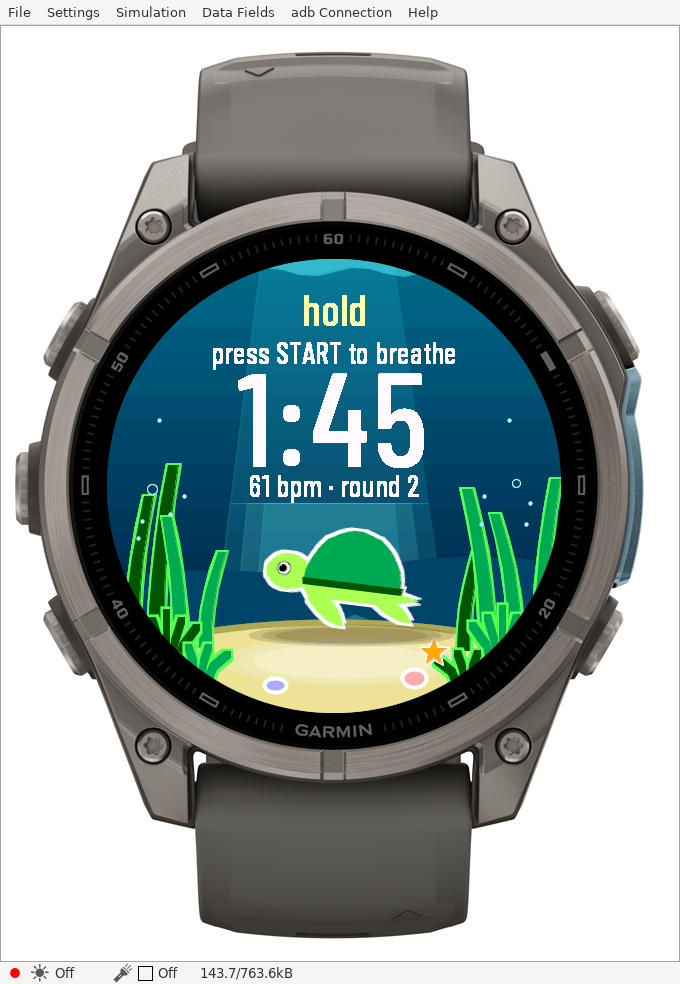 File Settings Simulation Data Fields adb Connection Help
60
50
hold
press START to breathe
1:45
61 bpm · round 2
40
20
GARMIN
Off Off 143.7/763.6kB